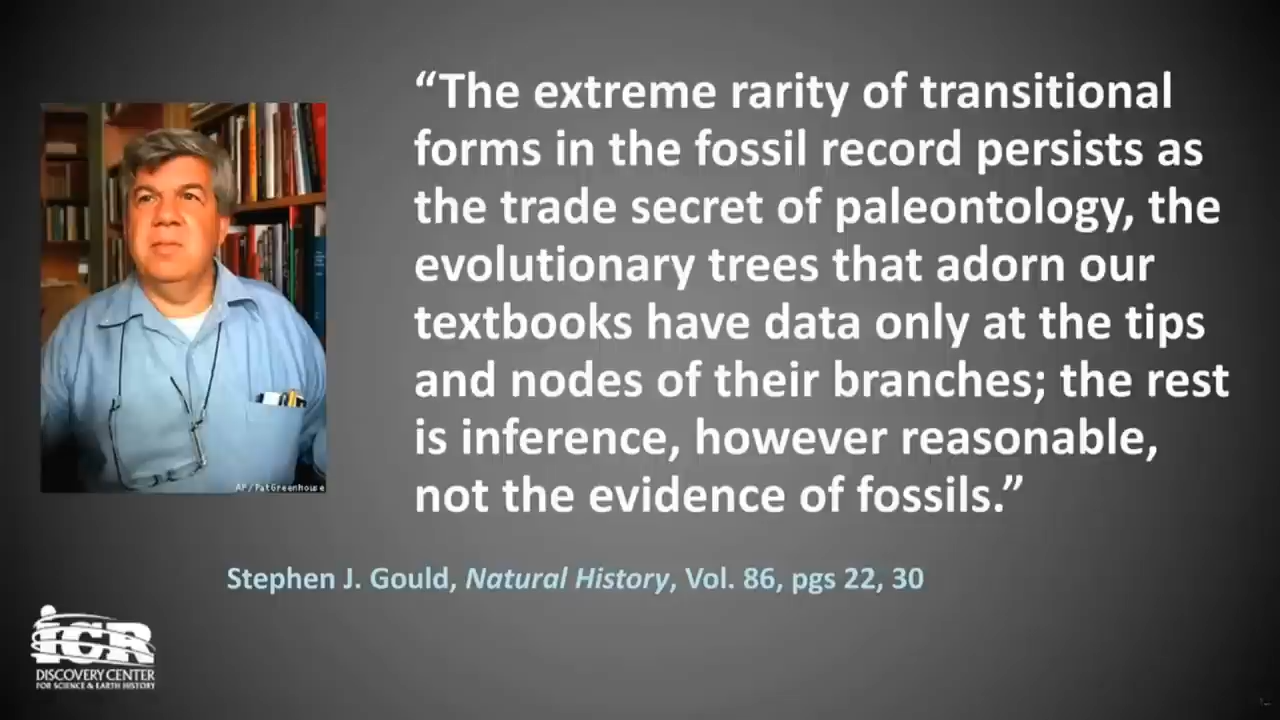 “The extreme rarity of transitional
forms in the fossil record persists as
the trade secret of paleontology, the
evolutionary trees that adorn our
textbooks have data only at the tips
and nodes of their branches; the rest
is inference, however reasonable,
not the evidence of fossils.”
AP/PatGreenhouse
Stephen J. Gould, Natural History, Vol. 86, pgs 22, 30
ICR
DISCOVERY CENTER
FOR SCIENCE & EARTH HISTORY